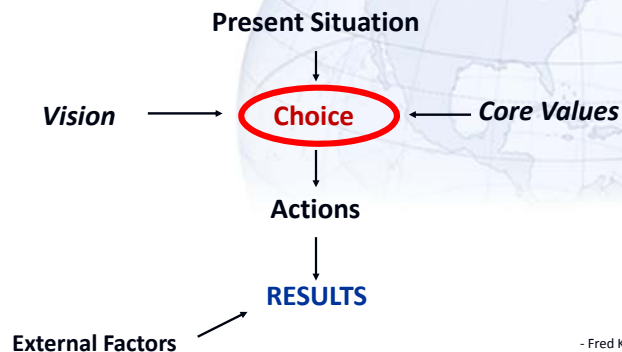 Present Situation
Vision
Choice
Core Values
Actions
RESULTS
External Factors
- Fred